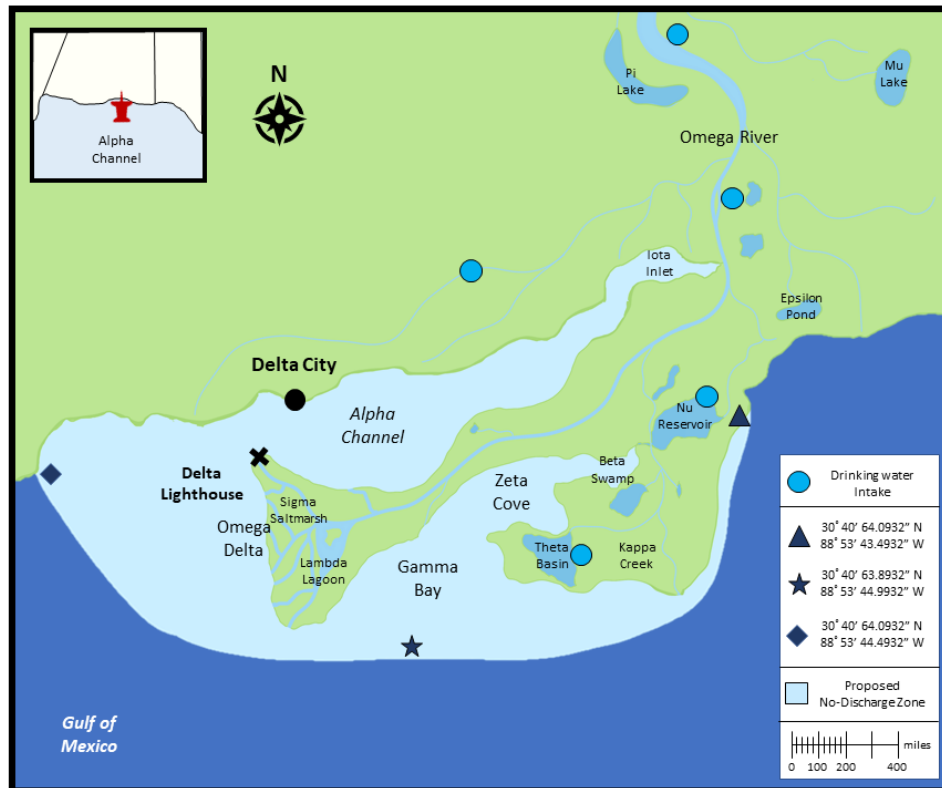 Alpha
Channel
N
Pi
Lake
Mu
Lake
Omega River
Iota
Inlet
Epsilon
Pond
Delta City
Alpha
Channel
Nu
Reservoir
Delta
Lighthouse
Zeta
Cove
Beta
Swamp
Sigma
Saltmarsh
Omega
Delta
Lambda
Lagoon
Gamma
Bay
Theta
Basin
Kappa
Creek
Gulf of
Mexico
Drinking water
Intake
30˚ 40’ 64.0932” N
88˚ 53’ 43.4932” W
30˚ 40’ 63.8932” N
88˚ 53’ 44.9932” W
30˚ 40’ 64.0932” N
88˚ 53’ 44.4932” W
Proposed
No-Discharge Zone
miles
0 100 200 400